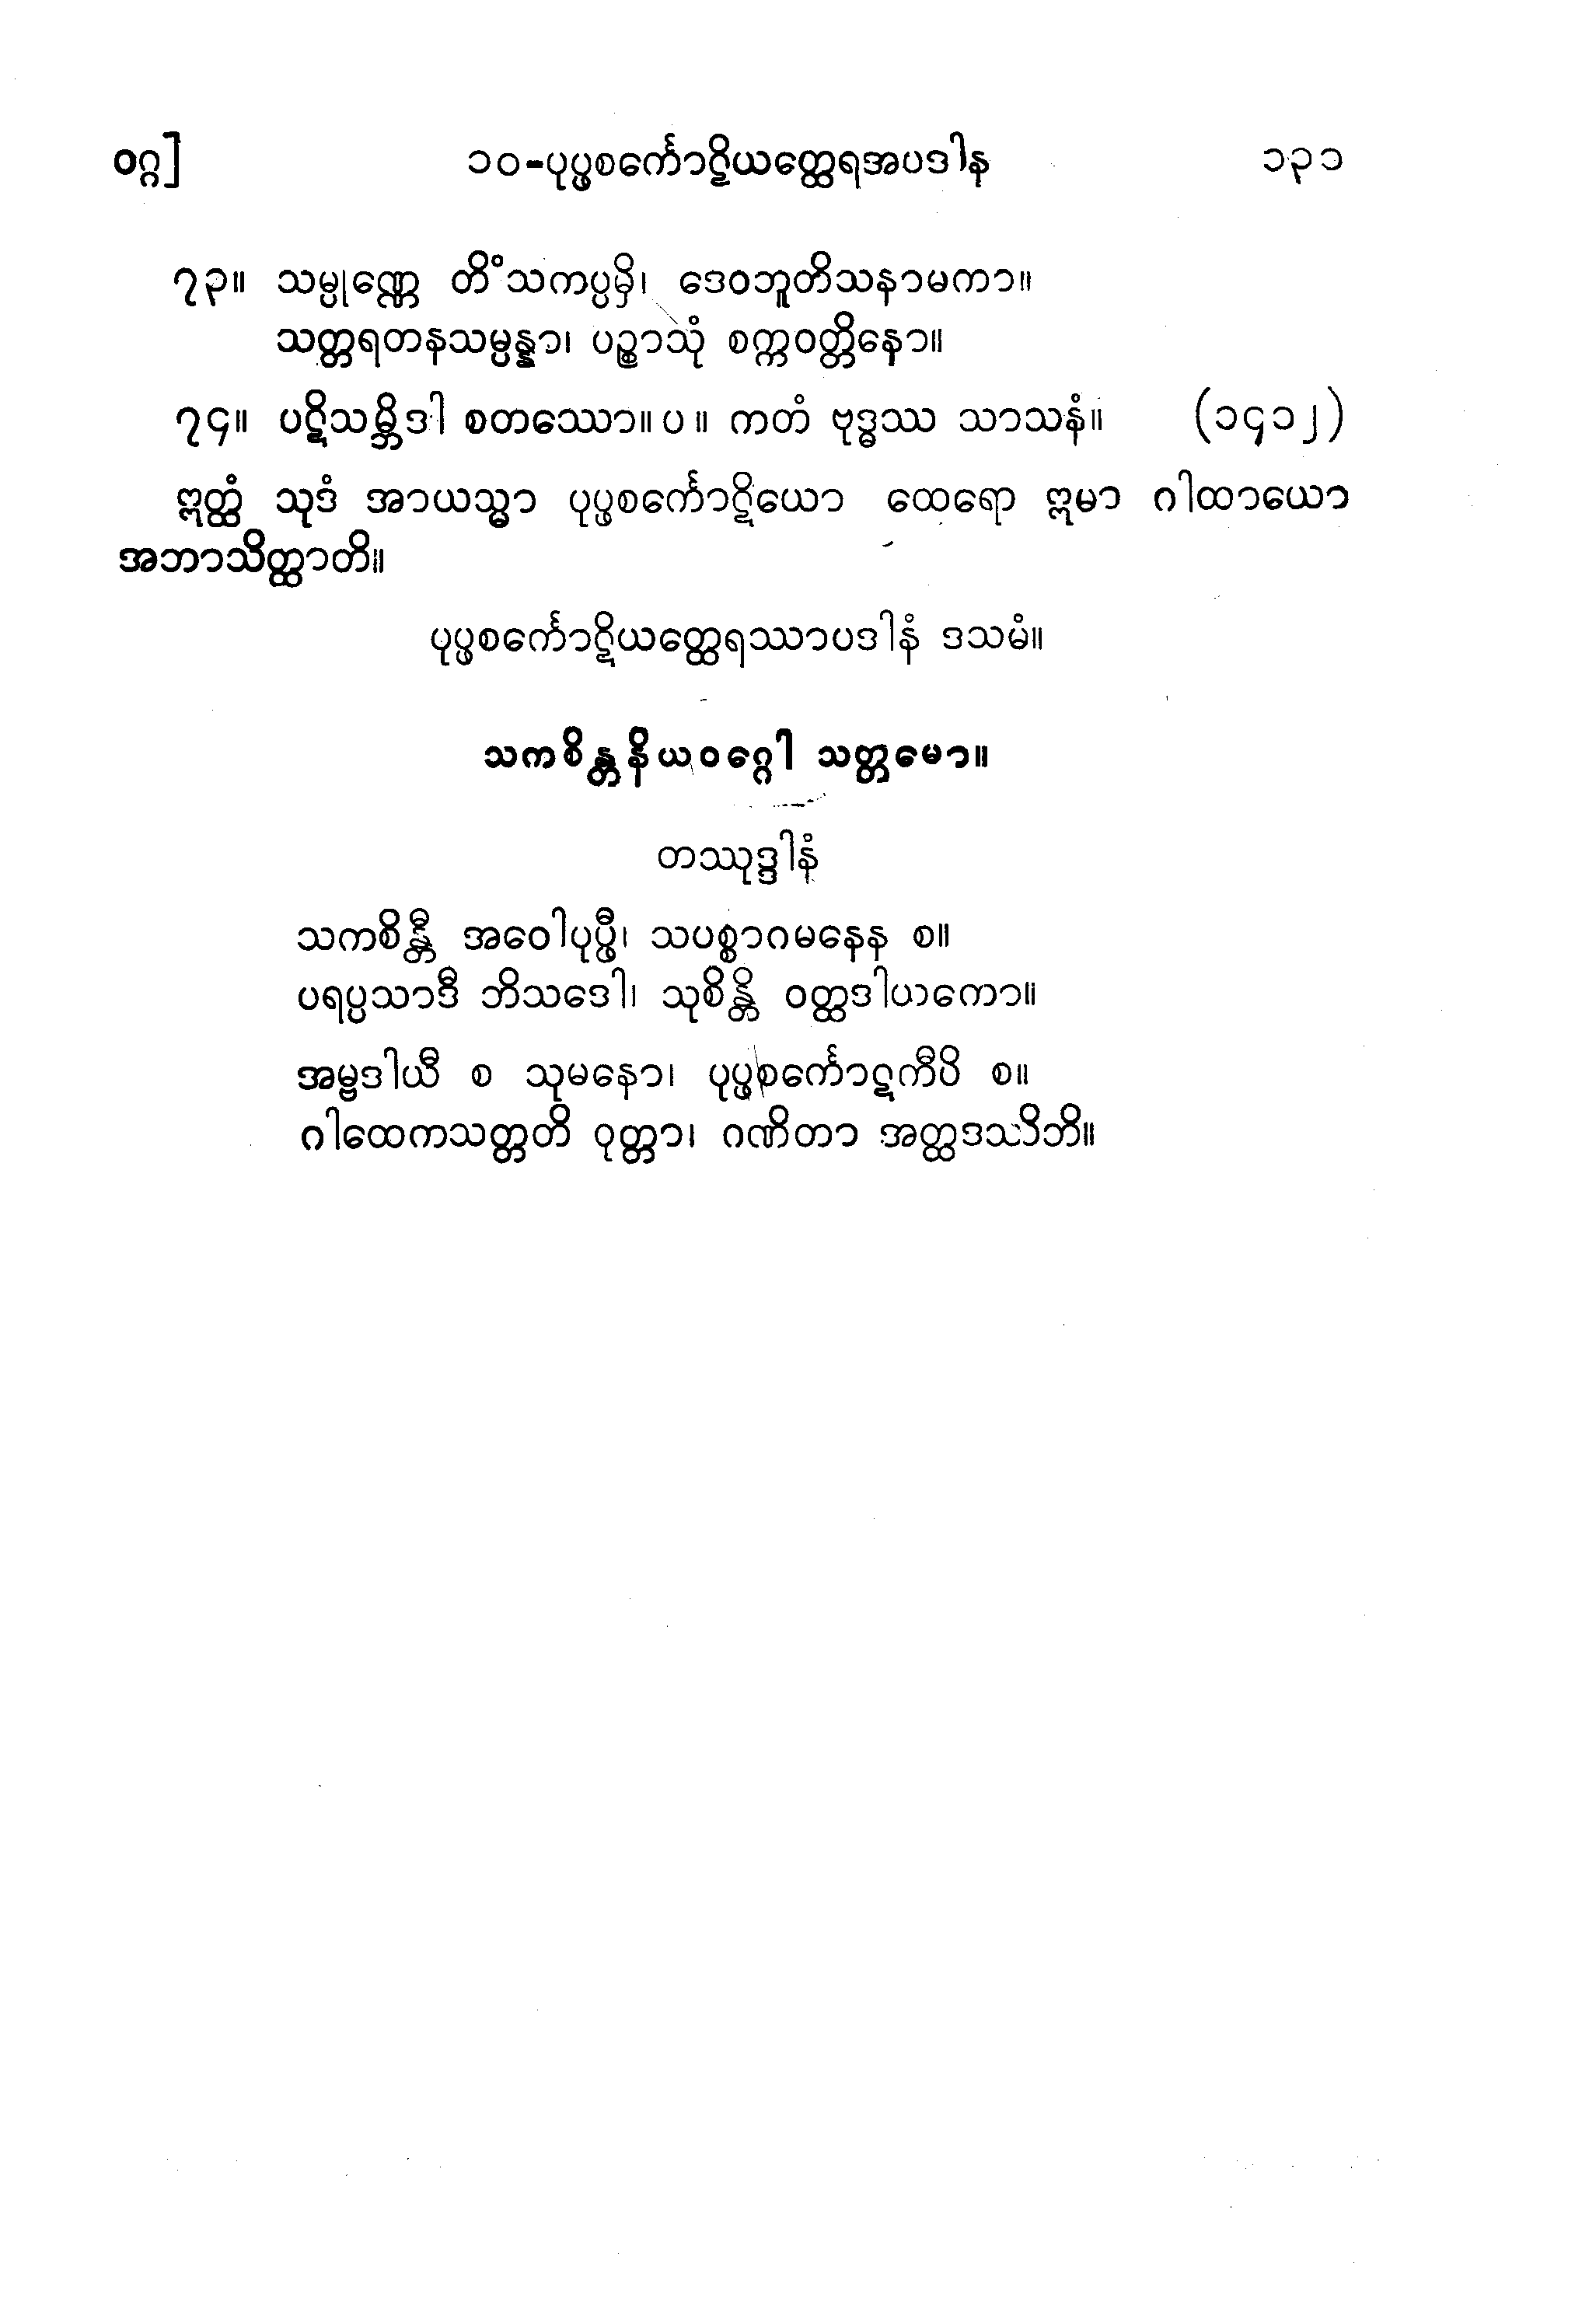 ဝဂ္ဂ] ၁၀-ပုပ္ဖစင်္ကောဋိယတ္ထေရအပဒါန ၁၃၁
၇၃။ သမ္ပုဏ္ဏေ တိံသကပ္ပမှိ၊ ဒေဝဘူတိသနာမကာ။
သတ္တရတနသမ္ပန္နာ၊ ပဉ္စာသုံ စက္ကဝတ္တိနော။
၇၄။ ပဋိသမ္ဘိဒါ စတဿော။ပ။ ကတံ ဗုဒ္ဓဿ သာသနံ။ (၁၄၁၂)
ဣတ္ထံ သုဒံ အာယသ္မာ ပုပ္ဖစင်္ကောဋိယော ထေရော ဣမာ ဂါထာယော
အဘာသိတ္ထာတိ။
ပုပ္ဖစင်္ကောဋိယတ္ထေရဿာပဒါနံ ဒသမံ။
သကစိန္တနိယဝဂ္ဂေါ သတ္တမော။
တဿုဒ္ဒါနံ
သကစိန္တီ အဝေါပုပ္ဖီ၊ သပစ္စာဂမနေန စ။
ပရပ္ပသာဒီ ဘိသဒေါ၊ သုစိန္တိ ဝတ္ထဒါယကော။
အမ္ဗဒါယီ စ သုမနော၊ ပုပ္ဖစင်္ကောဋကီပိ စ။
ဂါထေကသတ္တတိ ဝုတ္တာ၊ ဂဏိတာ အတ္ထဒဿိဘိ။